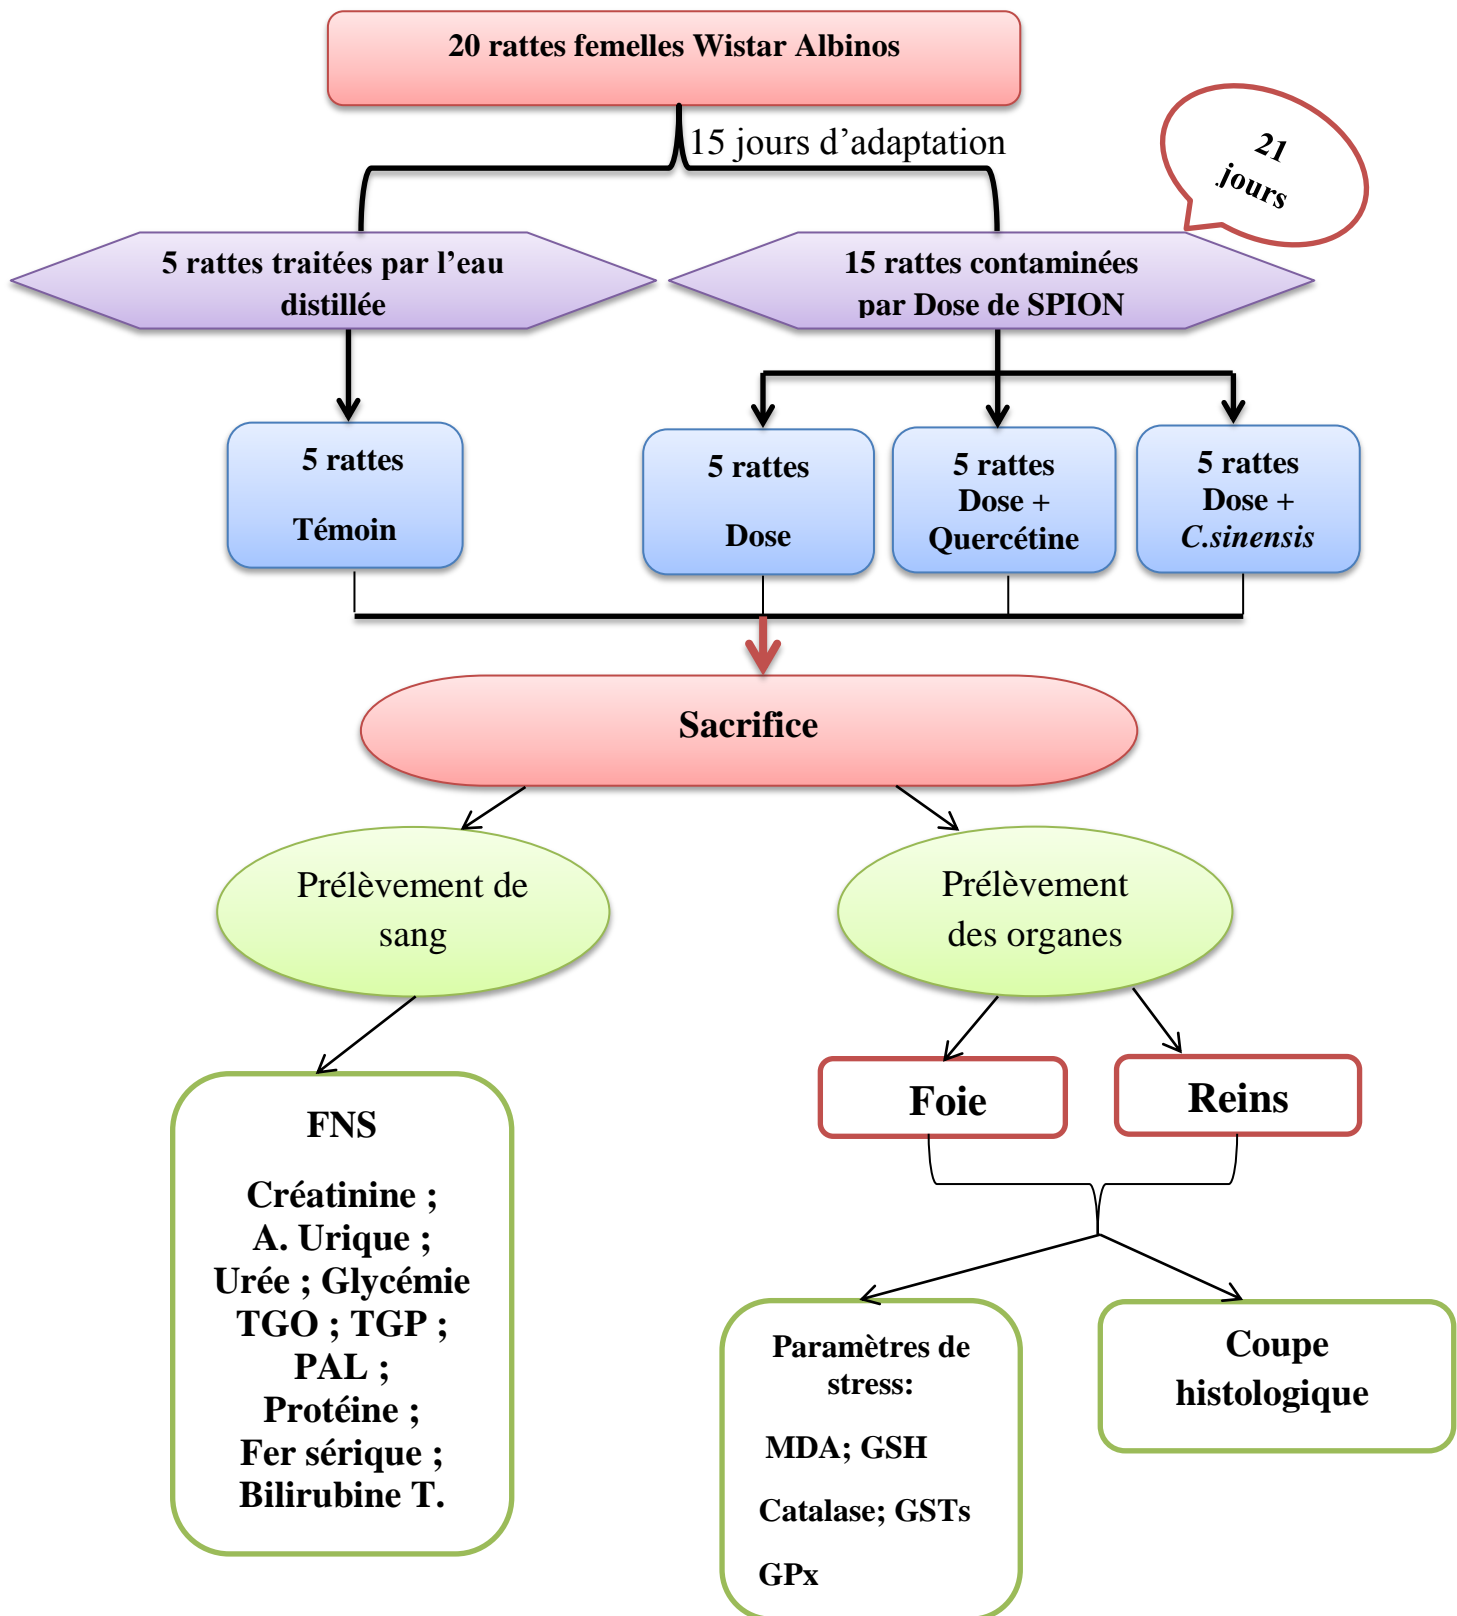 20 rattes femelles Wistar Albinos
15 jours d’adaptation
21
jours
5 rattes traitées par l’eau
distillée
15 rattes contaminées
par Dose de SPION
5 rattes
Témoin
5 rattes
Dose
5 rattes
Dose +
Quercétine
5 rattes
Dose +
C.sinensis
Sacrifice
Prélèvement de
sang
Prélèvement
des organes
FNS
Créatinine ;
A. Urique ;
Urée ; Glycémie
TGO ; TGP ;
PAL ;
Protéine ;
Fer sérique ;
Bilirubine T.
Foie
Reins
Paramètres de
stress:
MDA; GSH
Catalase; GSTs
GPx
Coupe
histologique